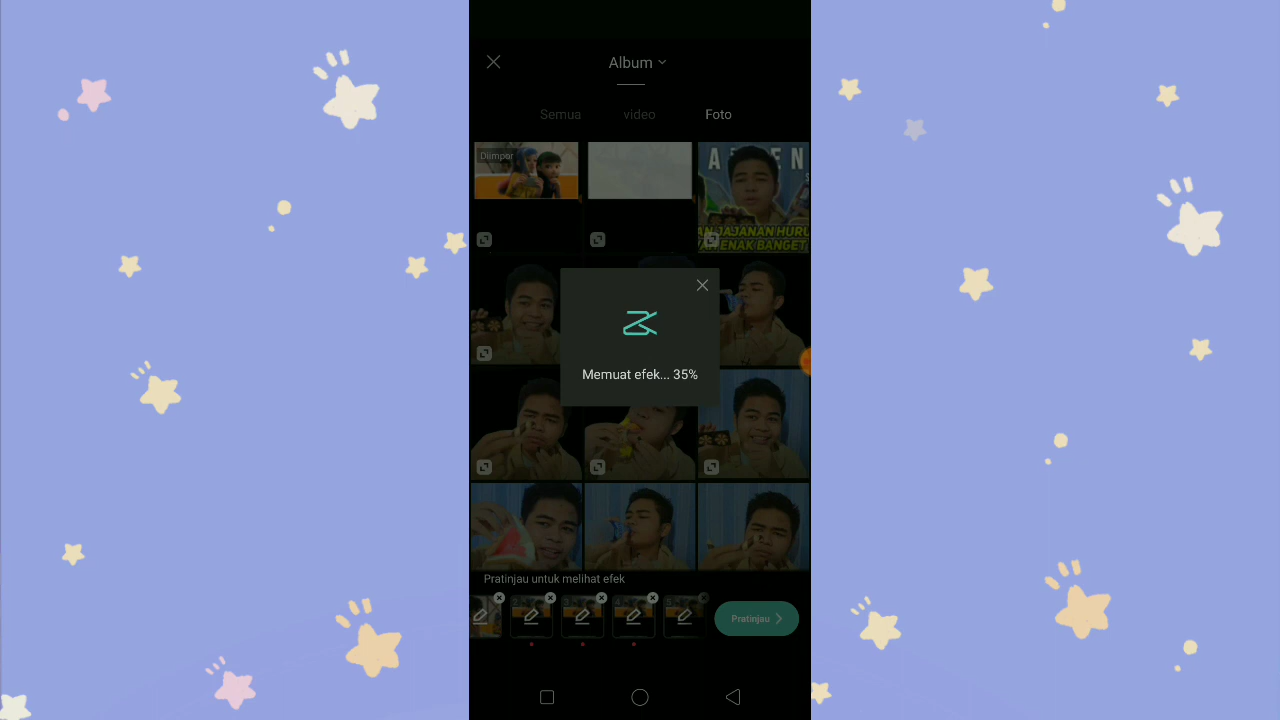 Album
Semua
video
Foto
Diimpor
Memuat efek... 35%
Pratinjau untuk melihat efek
Pratinjau